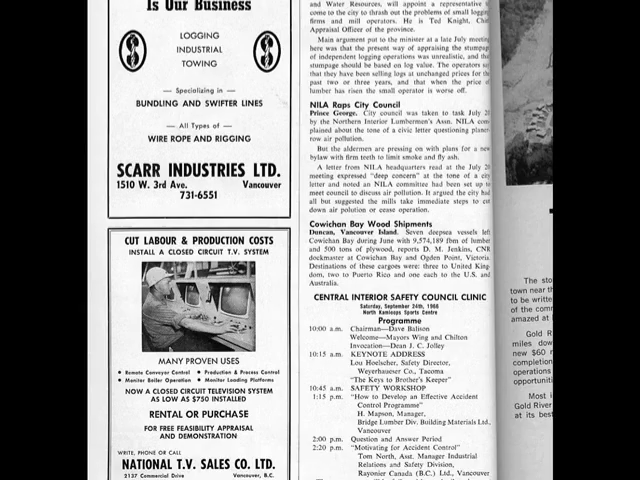 Is Our Business
LOGGING
INDUSTRIAL
TOWING
— Specializing in —
BUNDLING AND SWIFTER LINES
— All Types of —
WIRE ROPE AND RIGGING
SCARR INDUSTRIES LTD.
1510 W. 3rd Ave. Vancouver
731-6551
CUT LABOUR & PRODUCTION COSTS
INSTALL A CLOSED CIRCUIT T.V. SYSTEM
MANY PROVEN USES
• Remote Conveyor Control • Production & Process Control
• Monitor Boiler Operation • Monitor Loading Platforms
NOW A CLOSED CIRCUIT TELEVISION SYSTEM
AS LOW AS $750 INSTALLED
RENTAL OR PURCHASE
FOR FREE FEASIBILITY APPRAISAL
AND DEMONSTRATION
WRITE, PHONE OR CALL
NATIONAL T.V. SALES CO. LTD.
2137 Commercial Drive Vancouver, B.C.
and Water Resources, will appoint a representative
come to the city to thrash out the problems of small
firms and mill operators. He is Ted Knight,
Appraisal Officer of the province.
Main argument put to the minister at a late July
here was that the present way of appraising the
of independent logging operations was unrealistic, and the
stumpage should be based on log value. The operators
that they have been selling logs at unchanged prices for the
past two or three years, and that when the price
lumber has risen the small operator is worse off.
NILA Raps City Council
Prince George. City council was taken to task July
by the Northern Interior Lumbermen's Assn. NILA
plained about the tone of a civic letter questioning
row air pollution.
But the aldermen are pressing on with plans for a new
bylaw with firm teeth to limit smoke and fly ash.
A letter from NILA headquarters read at the July
meeting expressed "deep concern" at the tone of a
letter and noted an NILA committee had been set up
meet council to discuss air pollution. It argued the city had
all but suggested the mills take immediate steps to
down air polution or cease operation.
Cowichan Bay Wood Shipments
Duncan, Vancouver Island. Seven deepsea vessels left
Cowichan Bay during June with 9,574,189 fbm of lumber
and 500 tons of plywood, reports D. M. Jenkins, CNR
dockmaster at Cowichan Bay and Ogden Point, Victoria.
Destinations of these cargoes were: three to United King-
dom, two to Puerto Rico and one each to the U.S. and
Australia.
CENTRAL INTERIOR SAFETY COUNCIL CLINIC
Saturday, September 24th, 1966
North Kamloops Sports Centre
Programme
10:00 a.m. Chairman—Dave Balison
Welcome—Mayors Wing and Chilton
Invocation—Dean J. C. Jolley
10:15 a.m. KEYNOTE ADDRESS
Lou Hoelscher, Safety Director,
Weyerhauser Co., Tacoma
"The Keys to Brother's Keeper"
10:45 a.m. SAFETY WORKSHOP
1:15 p.m. "How to Develop an Effective Accident
Control Programme"
H. Mapson, Manager,
Bridge Lumber Div. Building Materials Ltd.,
Vancouver
2:00 p.m. Question and Answer Period
2:20 p.m. "Motivating for Accident Control"
Tom North, Asst. Manager Industrial
Relations and Safety Division,
Rayonier Canada (B.C.) Ltd., Vancouver
The sto
town near th
to be writte
of the comm
amazed at
Gold R
miles dow
new $60 m
completion
operations
opportuniti
Most i
Gold River
at its best